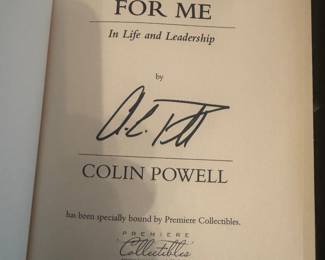 FOR ME
In Life and Leadership
by
COLIN POWELL
has been specially bound by Premiere Collectibles.
PREMIERE
Collectibles